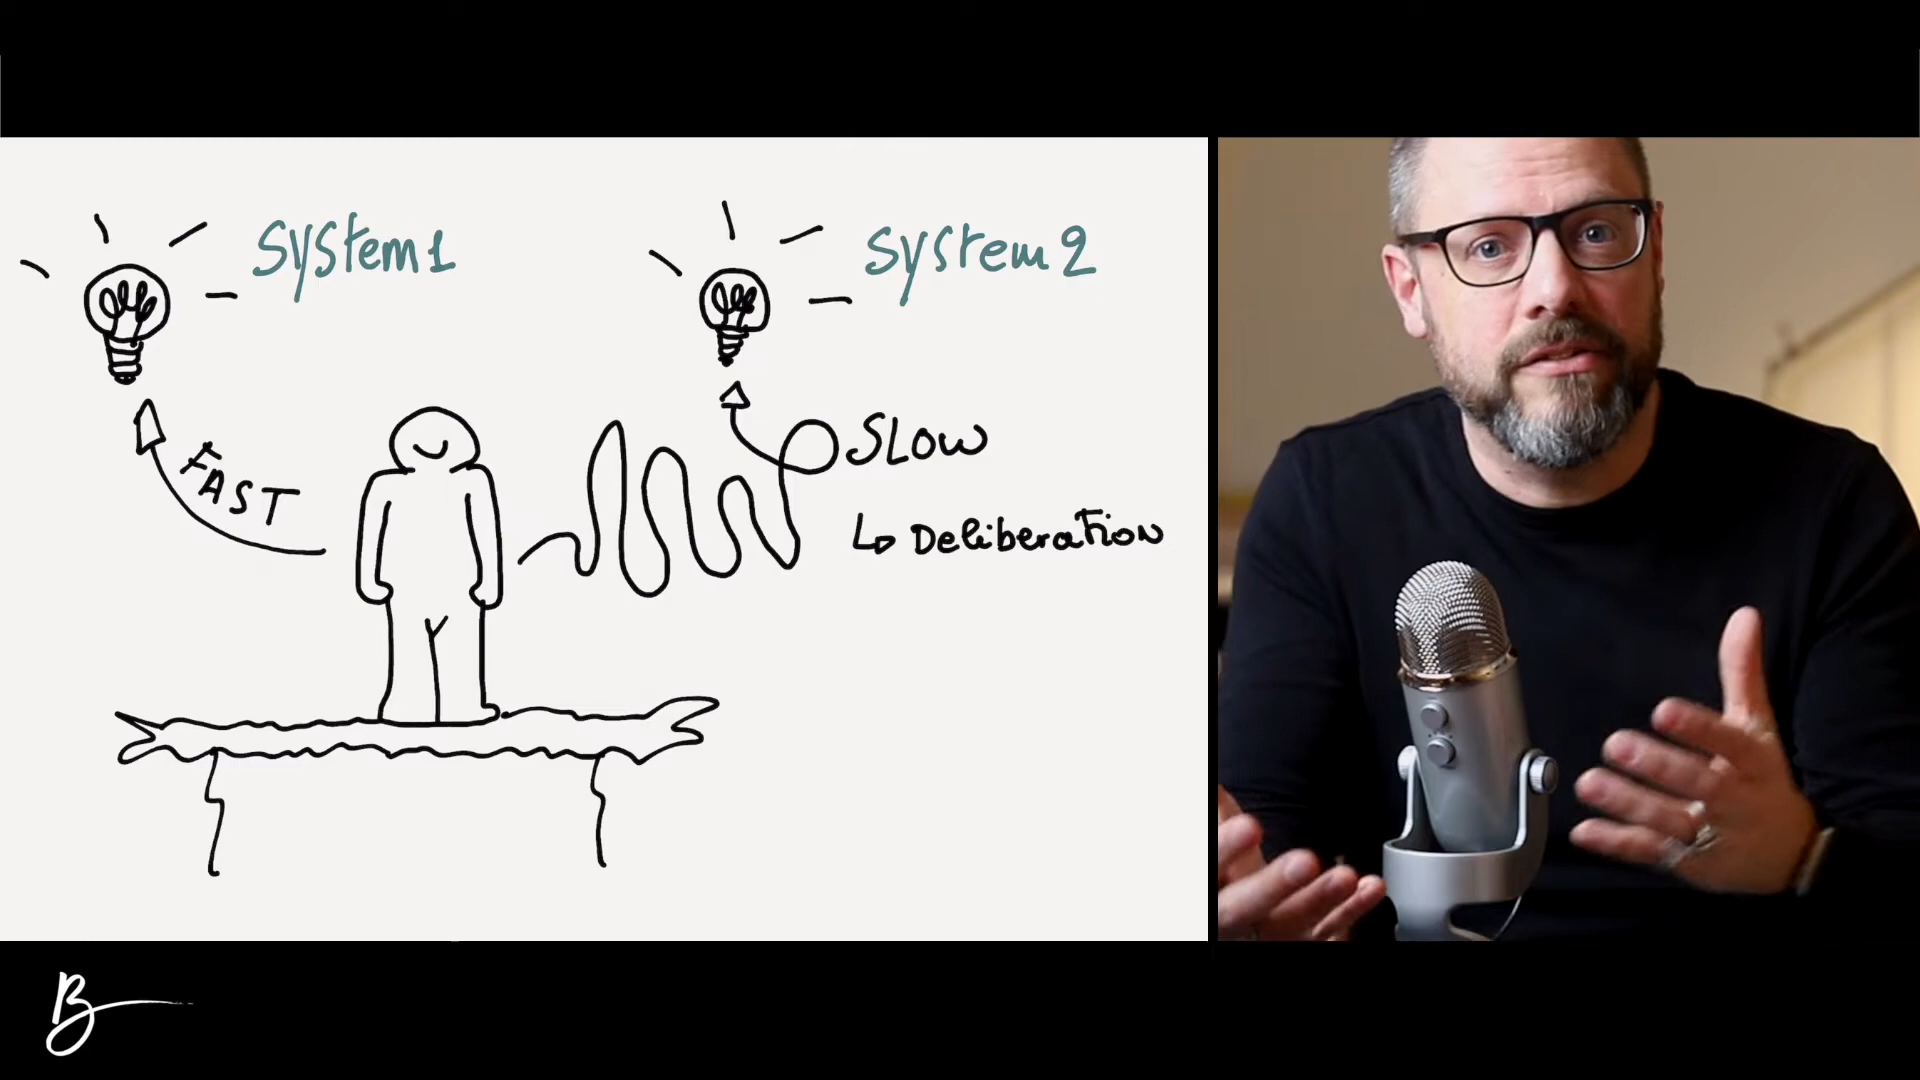 System 1
System 2
FAST
SLOW
↳ Deliberation
B